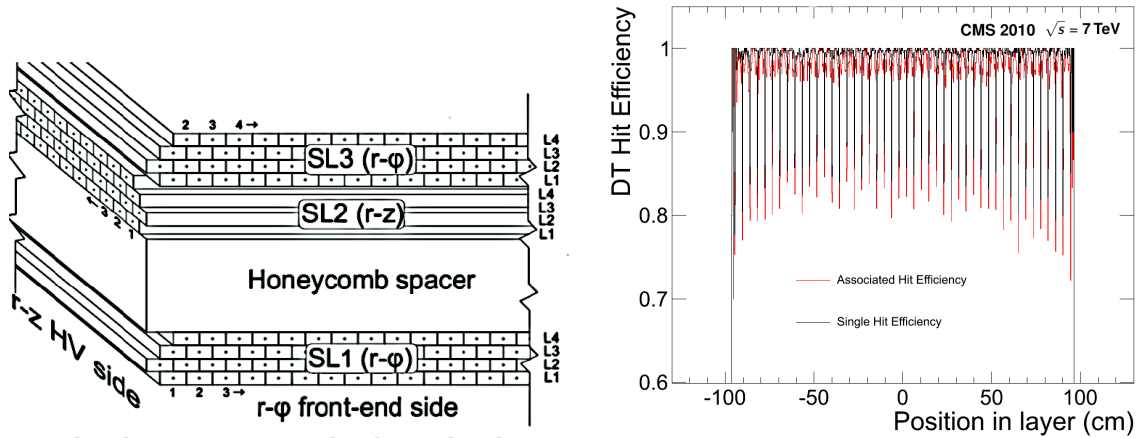 2 3 4→
L4
SL3 (r-φ)
L3
L2
L1
L4
SL2 (r-z)
L3
L2
L1
←3 2 1
Honeycomb spacer
r-z HV side
L4
SL1 (r-φ)
L3
L2
L1
1 2 3→
r-φ front-end side
DT Hit Efficiency
CMS 2010 √s = 7 TeV
1
0.9
0.8
0.7
0.6
Associated Hit Efficiency
Single Hit Efficiency
-100 -50 0 50 100
Position in layer (cm)